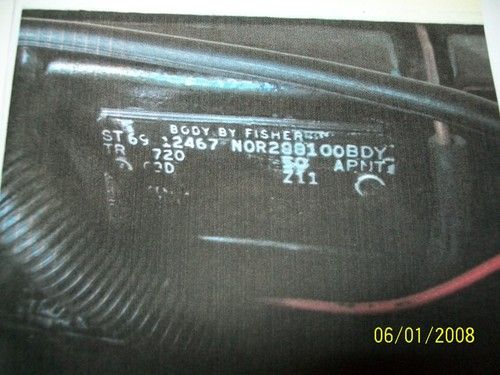 BODY BY FISHER
ST 69 12467 NOR298100BDY
TR 720 50 APNT
Z11
06/01/2008